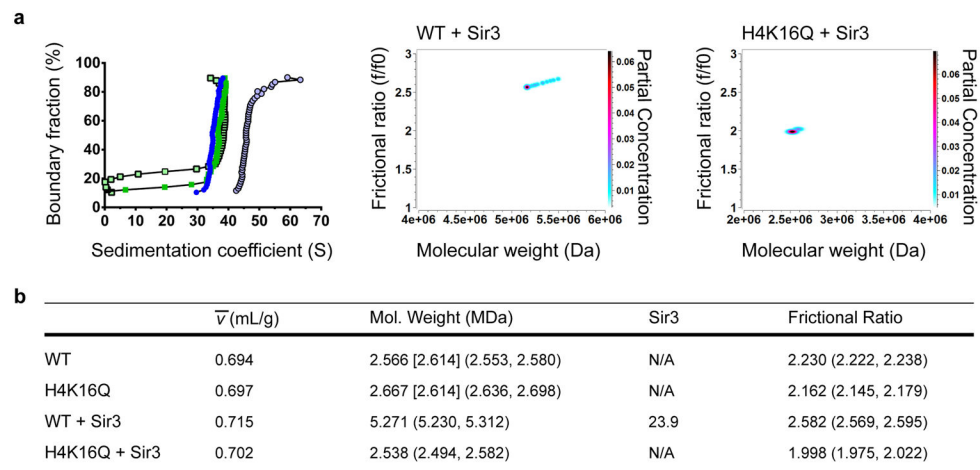 a
Boundary fraction (%)
100
80
60
40
20
0
0 10 20 30 40 50 60 70
Sedimentation coefficient (S)
WT + Sir3
Frictional ratio (f/f0)
3
2.5
2
1.5
1
4e+06 4.5e+06 5e+06 5.5e+06 6e+06
Molecular weight (Da)
0.06
0.05
0.04
0.03
0.02
0.01
Partial Concentration
H4K16Q + Sir3
Frictional ratio (f/f0)
3
2.5
2
1.5
1
2e+06 2.5e+06 3e+06 3.5e+06 4e+06
Molecular weight (Da)
0.06
0.05
0.04
0.03
0.02
0.01
Partial Concentration
b
v̅ (mL/g) Mol. Weight (MDa) Sir3 Frictional Ratio
WT 0.694 2.566 [2.614] (2.553, 2.580) N/A 2.230 (2.222, 2.238)
H4K16Q 0.697 2.667 [2.614] (2.636, 2.698) N/A 2.162 (2.145, 2.179)
WT + Sir3 0.715 5.271 (5.230, 5.312) 23.9 2.582 (2.569, 2.595)
H4K16Q + Sir3 0.702 2.538 (2.494, 2.582) N/A 1.998 (1.975, 2.022)